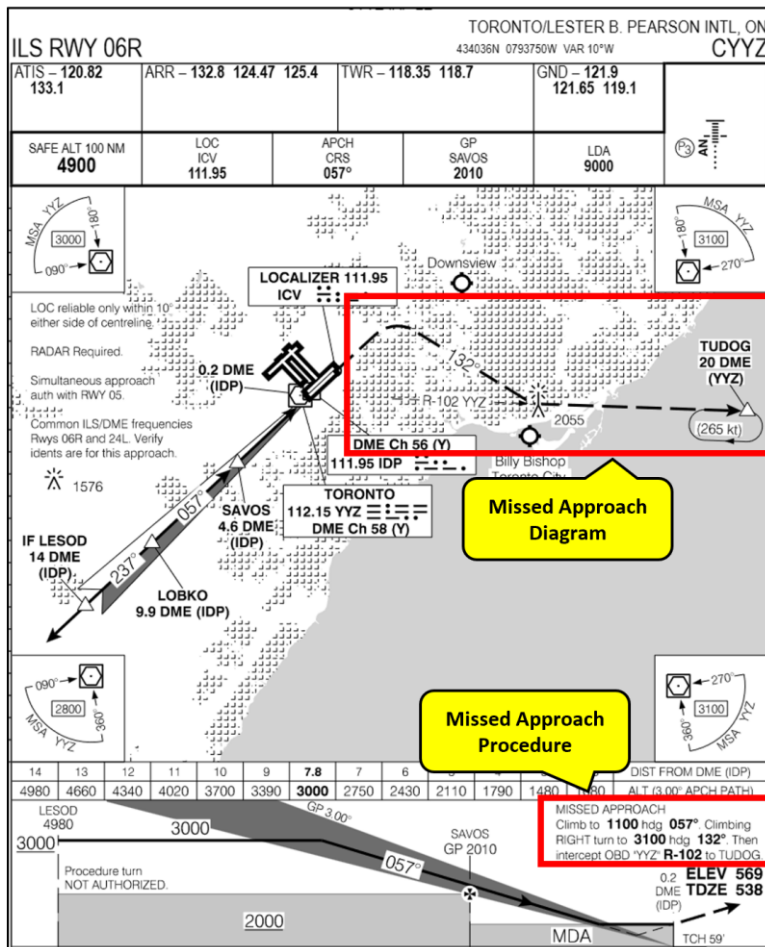 TORONTO/LESTER B. PEARSON INTL, ON
ILS RWY 06R
434036N 0793750W VAR 10°W
CYYZ
ATIS – 120.82
133.1
ARR – 132.8 124.47 125.4
TWR – 118.35 118.7
GND – 121.9
121.65 119.1
SAFE ALT 100 NM
4900
LOC
ICV
111.95
APCH
CRS
057°
GP
SAVOS
2010
LDA
9000
P3
AN
MSA YYZ
180°
3000
090°
MSA YYZ
180°
3100
270°
Downsview
LOCALIZER 111.95
ICV
LOC reliable only within 10°
either side of centreline.
RADAR Required.
Simultaneous approach
auth with RWY 05.
Common ILS/DME frequencies
Rwys 06R and 24L. Verify
idents are for this approach.
1576
0.2 DME
(IDP)
132°
R-102 YYZ
2055
TUDOG
20 DME
(YYZ)
(265 kt)
DME Ch 56 (Y)
111.95 IDP
Billy Bishop
Toronto City
TORONTO
112.15 YYZ
DME Ch 58 (Y)
Missed Approach
Diagram
SAVOS
4.6 DME
(IDP)
057°
IF LESOD
14 DME
(IDP)
237°
LOBKO
9.9 DME (IDP)
090°
2800
360°
MSA YYZ
270°
3100
360°
MSA YYZ
Missed Approach
Procedure
14 13 12 11 10 9 7.8 7 6 DIST FROM DME (IDP)
4980 4660 4340 4020 3700 3390 3000 2750 2430 2110 1790 ALT (3.00° APCH PATH)
LESOD
4980
3000
3000
GP 3.00°
057°
SAVOS
GP 2010
Procedure turn
NOT AUTHORIZED.
2000
MDA
MISSED APPROACH
Climb to 1100 hdg 057°. Climbing
RIGHT turn to 3100 hdg 132°. Then
intercept OBD "YYZ" R-102 to TUDOG.
0.2
DME
(IDP)
ELEV 569
TDZE 538
TCH 59'